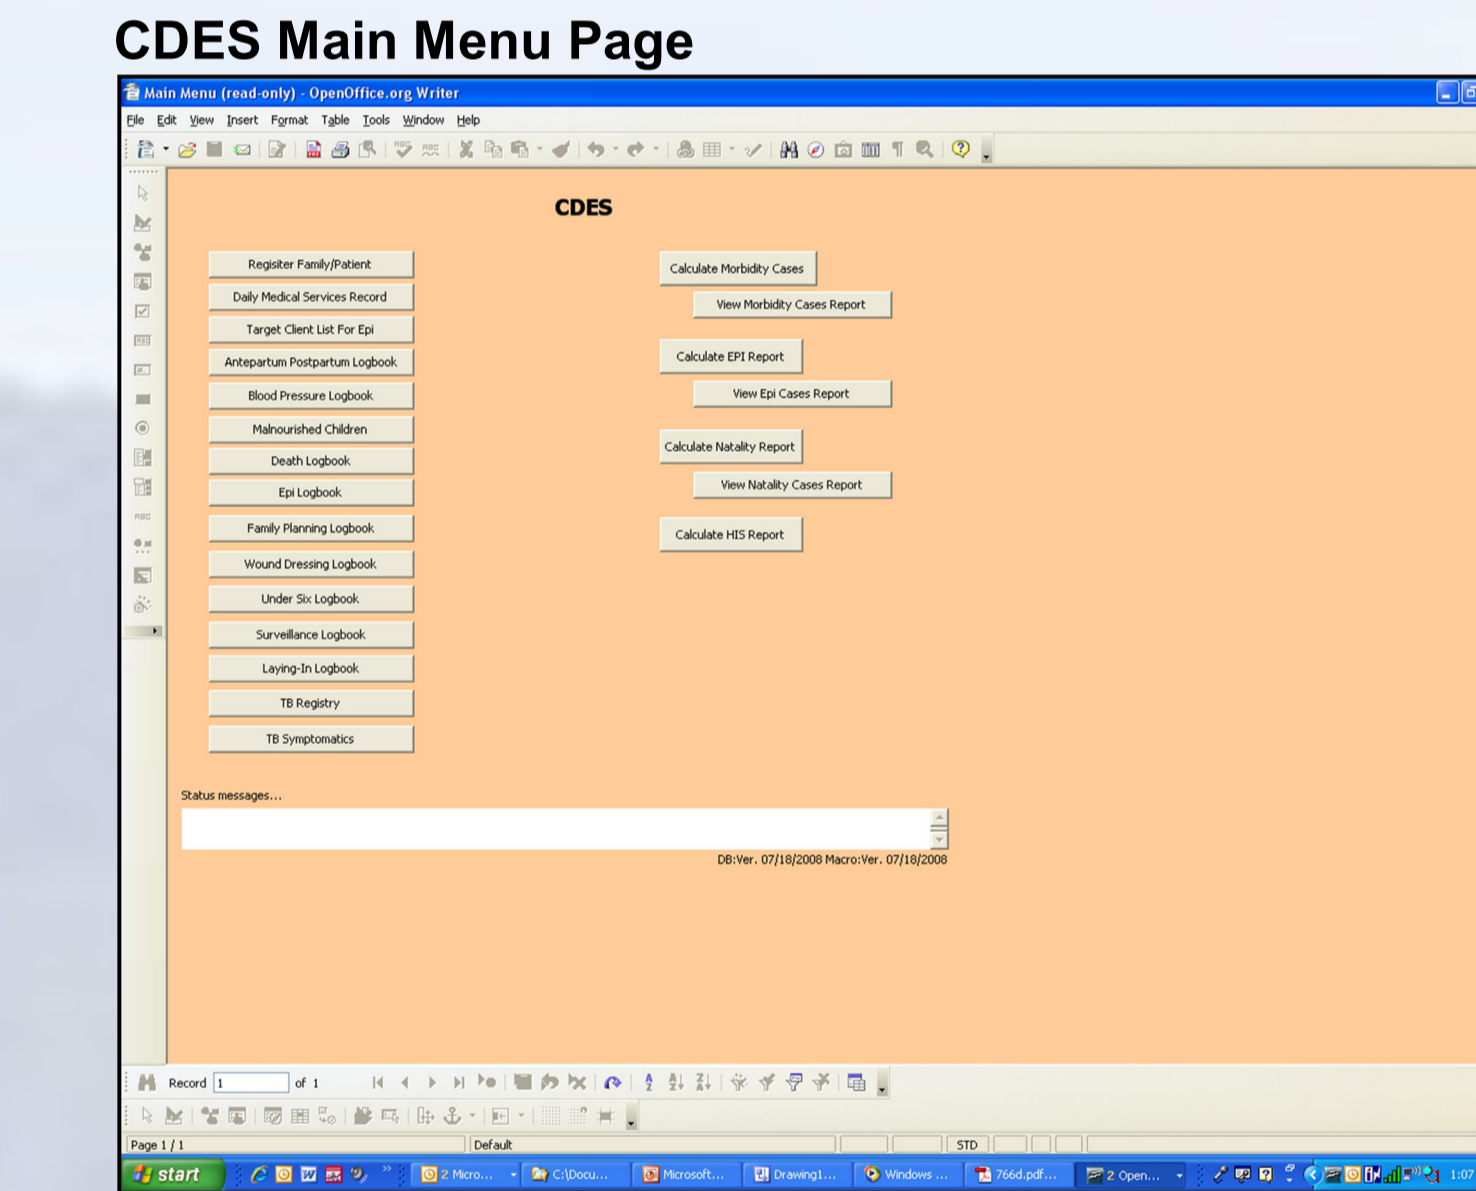 CDES Main Menu Page
Main Menu (read-only) - OpenOffice.org Writer
File Edit View Insert Format Table Tools Window Help
CDES
Regisiter Family/Patient
Daily Medical Services Record
Target Client List For Epi
Antepartum Postpartum Logbook
Blood Pressure Logbook
Malnourished Children
Death Logbook
Epi Logbook
Family Planning Logbook
Wound Dressing Logbook
Under Six Logbook
Surveillance Logbook
Laying-In Logbook
TB Registry
TB Symptomatics
Calculate Morbidity Cases
View Morbidity Cases Report
Calculate EPI Report
View Epi Cases Report
Calculate Natality Report
View Natality Cases Report
Calculate HIS Report
Status messages...
DB:Ver. 07/18/2008 Macro:Ver. 07/18/2008
Record 1 of 1
Page 1 / 1 Default STD
start 2 Micro... C:\Docu... Microsoft... Drawing1... Windows ... 766d.pdf... 2 Open... 1:07